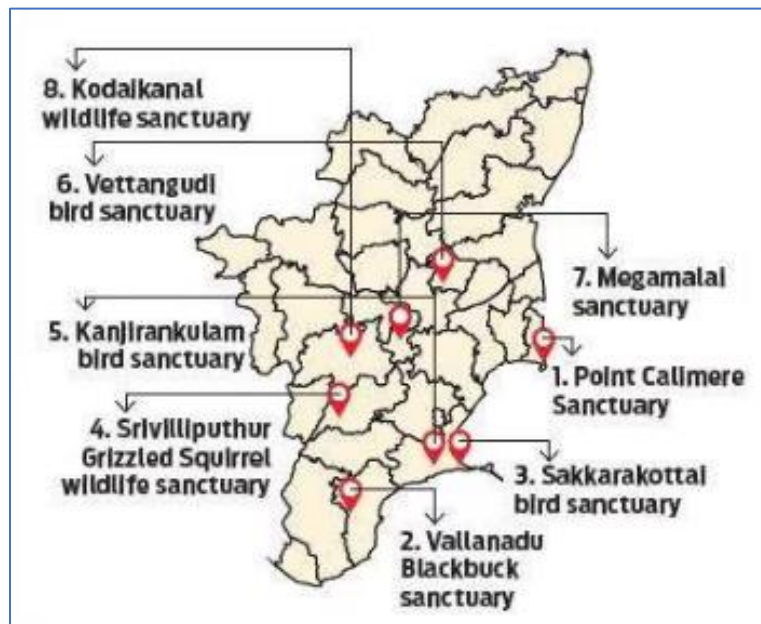 8. Kodaikanal
wildlife sanctuary
6. Vettangudi
bird sanctuary
7. Megamalai
sanctuary
5. Kanjirankulam
bird sanctuary
1. Point Calimere
Sanctuary
4. Srivilliputhur
Grizzled Squirrel
wildlife sanctuary
3. Sakkarakottai
bird sanctuary
2. Vallanadu
Blackbuck
sanctuary